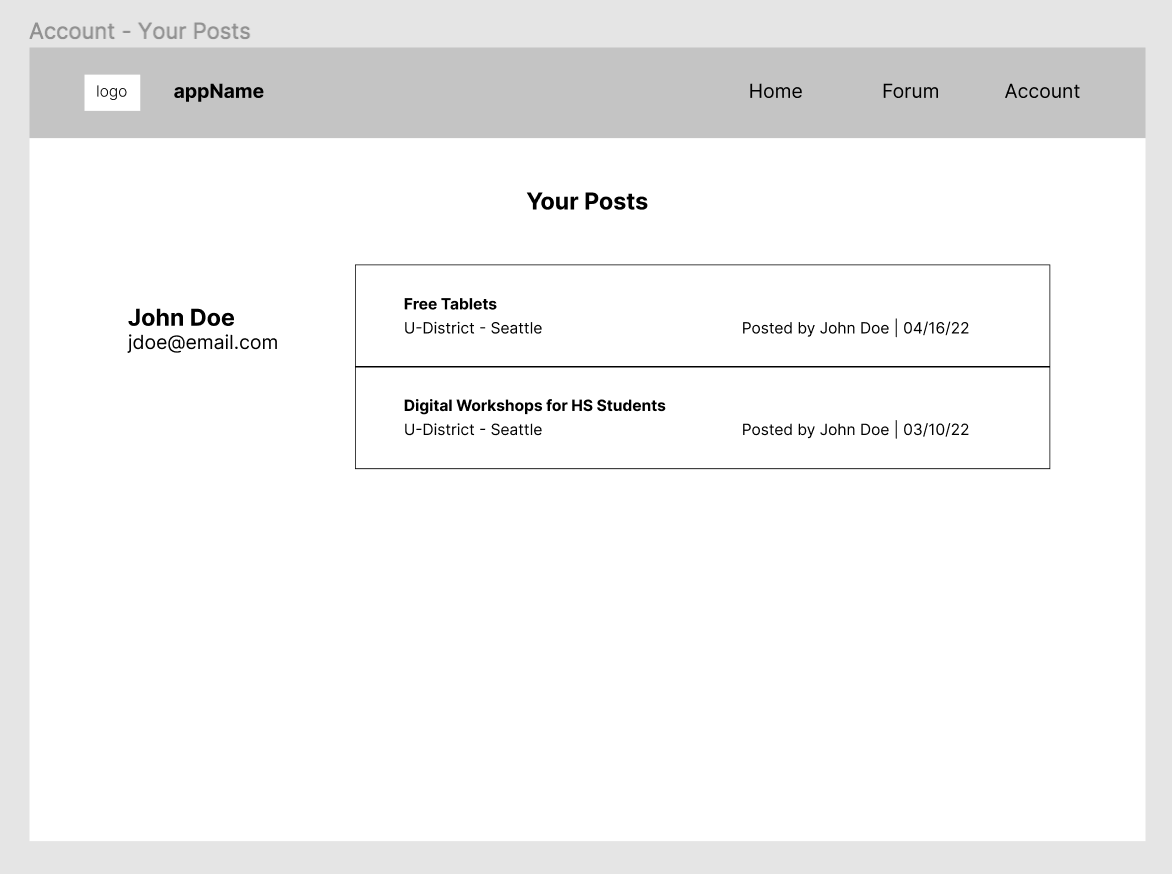 Account - Your Posts
logo appName Home Forum Account
Your Posts
John Doe
jdoe@email.com
Free Tablets
U-District - Seattle Posted by John Doe | 04/16/22
Digital Workshops for HS Students
U-District - Seattle Posted by John Doe | 03/10/22